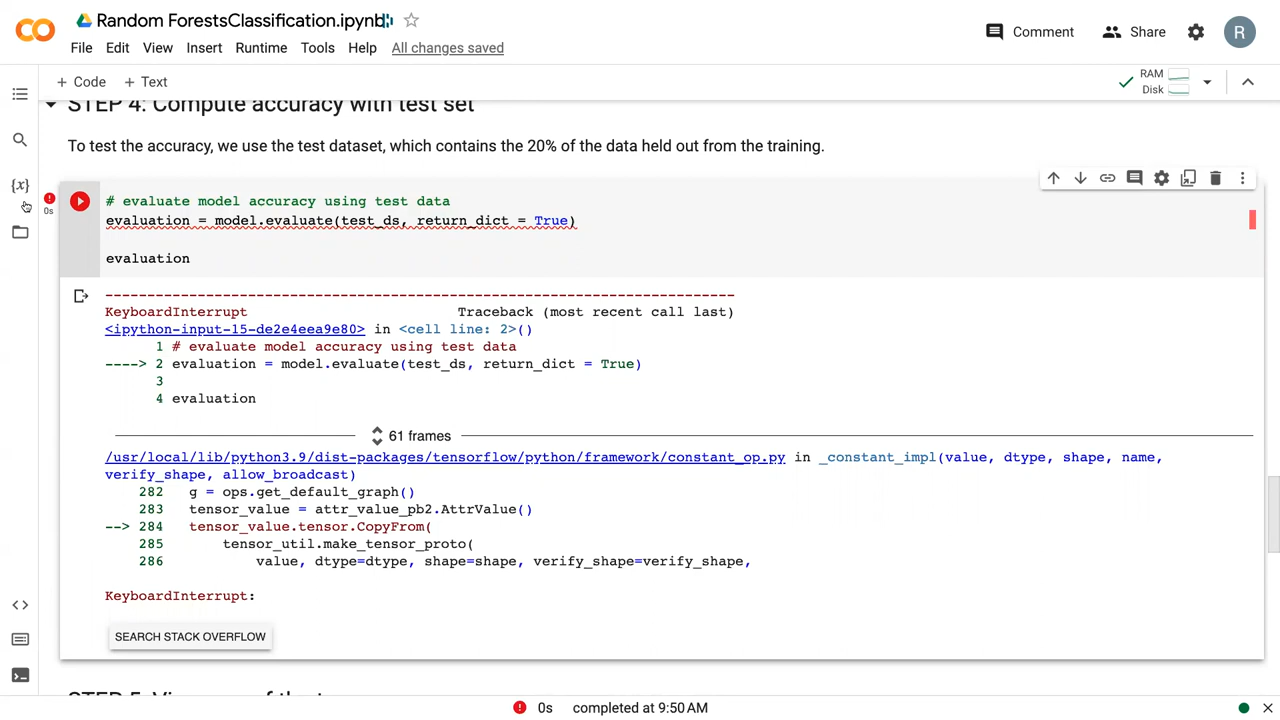 Random ForestsClassification.ipynb
File Edit View Insert Runtime Tools Help All changes saved
Comment Share R
+ Code + Text
RAM
Disk
STEP 4: Compute accuracy with test set
To test the accuracy, we use the test dataset, which contains the 20% of the data held out from the training.
{x}
0s
# evaluate model accuracy using test data
evaluation = model.evaluate(test_ds, return_dict = True)
evaluation
---------------------------------------------------------------------------
KeyboardInterrupt Traceback (most recent call last)
<ipython-input-15-de2e4eea9e80> in <cell line: 2>()
1 # evaluate model accuracy using test data
----> 2 evaluation = model.evaluate(test_ds, return_dict = True)
3
4 evaluation
61 frames
/usr/local/lib/python3.9/dist-packages/tensorflow/python/framework/constant_op.py in _constant_impl(value, dtype, shape, name,
verify_shape, allow_broadcast)
282 g = ops.get_default_graph()
283 tensor_value = attr_value_pb2.AttrValue()
--> 284 tensor_value.tensor.CopyFrom(
285 tensor_util.make_tensor_proto(
286 value, dtype=dtype, shape=shape, verify_shape=verify_shape,
KeyboardInterrupt:
SEARCH STACK OVERFLOW
0s completed at 9:50 AM